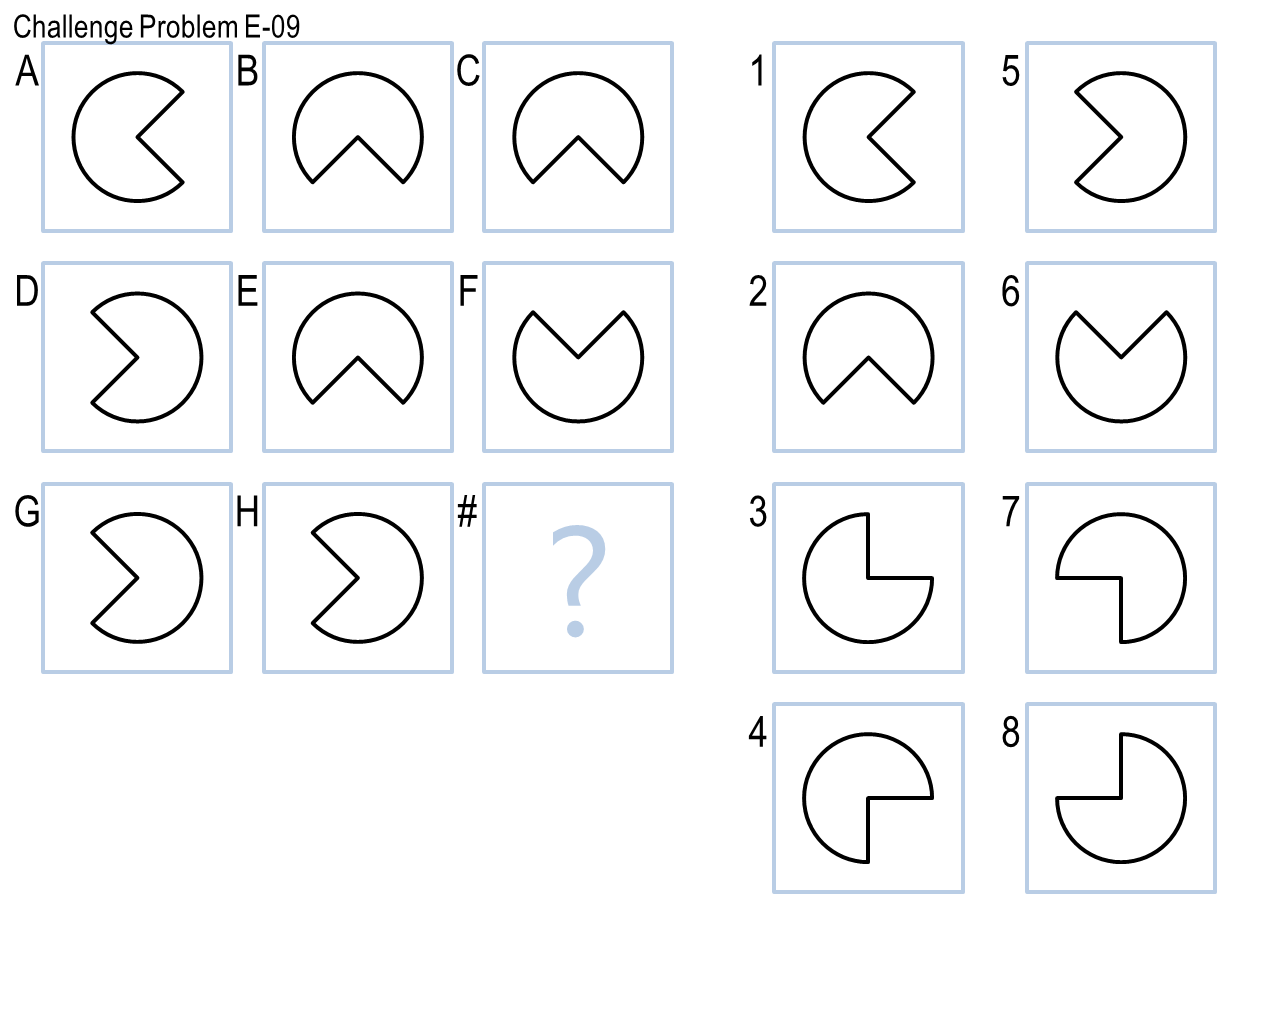 Challenge Problem E-09
A B C 1 5
D E F 2 6
G H # 3 7
?
4 8